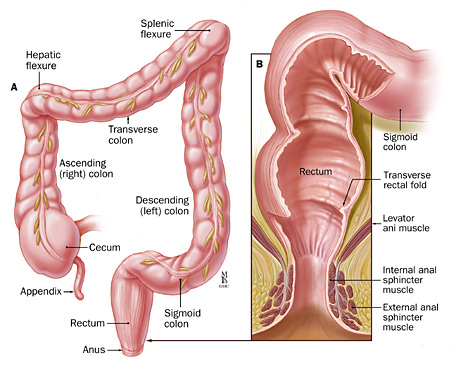 Splenic
flexure
Hepatic
flexure
A
B
Transverse
colon
Sigmoid
colon
Ascending
(right) colon
Rectum
Transverse
rectal fold
Descending
(left) colon
Levator
ani muscle
Cecum
Internal anal
sphincter
muscle
Appendix
Sigmoid
colon
External anal
sphincter
muscle
Rectum
Anus